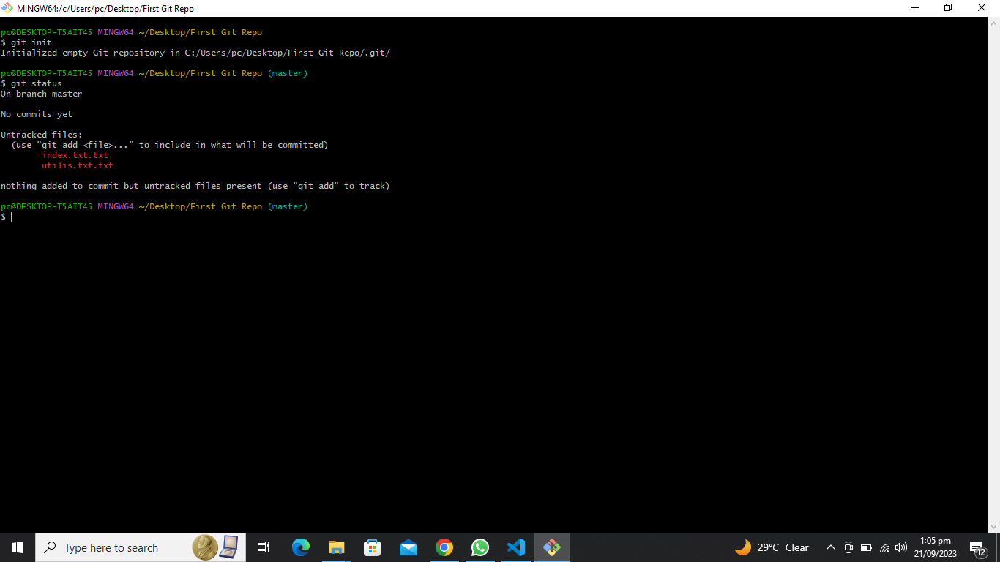 MINGW64:/c/Users/pc/Desktop/First Git Repo
pc@DESKTOP-T5AIT45 MINGW64 ~/Desktop/First Git Repo
$ git init
Initialized empty Git repository in C:/Users/pc/Desktop/First Git Repo/.git/
pc@DESKTOP-T5AIT45 MINGW64 ~/Desktop/First Git Repo (master)
$ git status
On branch master
No commits yet
Untracked files:
(use "git add <file>..." to include in what will be committed)
index.txt.txt
utilis.txt.txt
nothing added to commit but untracked files present (use "git add" to track)
pc@DESKTOP-T5AIT45 MINGW64 ~/Desktop/First Git Repo (master)
$
Type here to search
29°C Clear
1:05 pm
21/09/2023
12